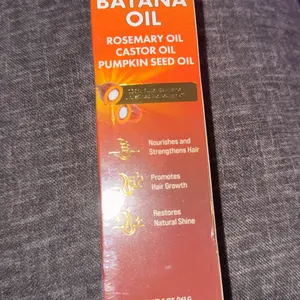 BATANA
OIL
ROSEMARY OIL
CASTOR OIL
PUMPKIN SEED OIL
Nourishes and
Strengthens Hair
Promotes
Hair Growth
Restores
Natural Shine